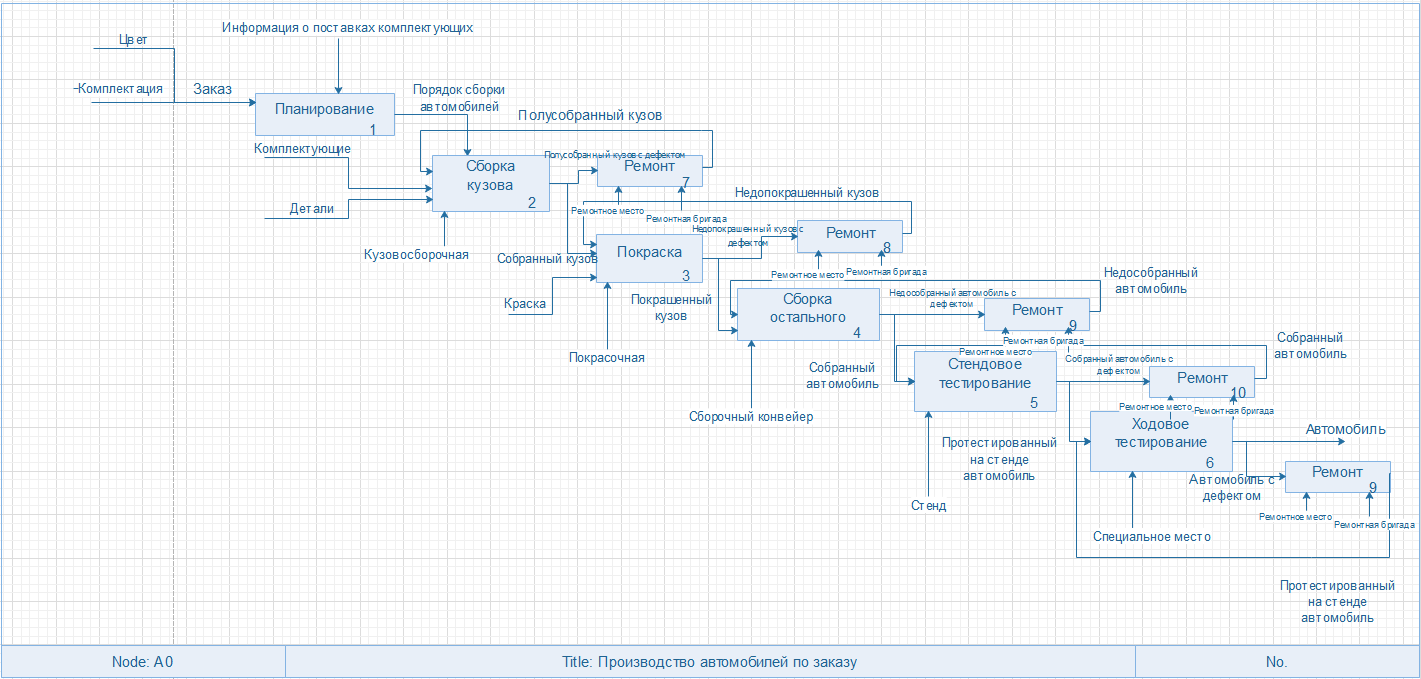 Информация о поставках комплектующих
Цвет
-Комплектация
Заказ
Порядок сборки
автомобилей
Планирование
1
Полусобранный кузов
Комплектующие
Полусобранный кузов с дефектом
Сборка
кузова
2
Ремонт
7
Детали
Ремонтное место
Ремонтная бригада
Недопокрашенный кузов
Недопокрашенный кузов с
дефектом
Ремонт
8
Кузовосборочная
Собранный кузов
Покраска
3
Ремонтное место
Ремонтная бригада
Недособранный
автомобиль
Краска
Покрашенный
кузов
Сборка
остального
4
Недособранный автомобиль с
дефектом
Ремонт
9
Покрасочная
Ремонтная бригада
Ремонтное место
Собранный
автомобиль
Собранный
автомобиль
Стендовое
тестирование
5
Собранный автомобиль с
дефектом
Ремонт
10
Сборочный конвейер
Ремонтное место
Ремонтная бригада
Ходовое
тестирование
6
Автомобиль
Протестированный
на стенде
автомобиль
Автомобиль с
дефектом
Ремонт
9
Стенд
Ремонтное место
Ремонтная бригада
Специальное место
Протестированный
на стенде
автомобиль
Node: A0
Title: Производство автомобилей по заказу
No.